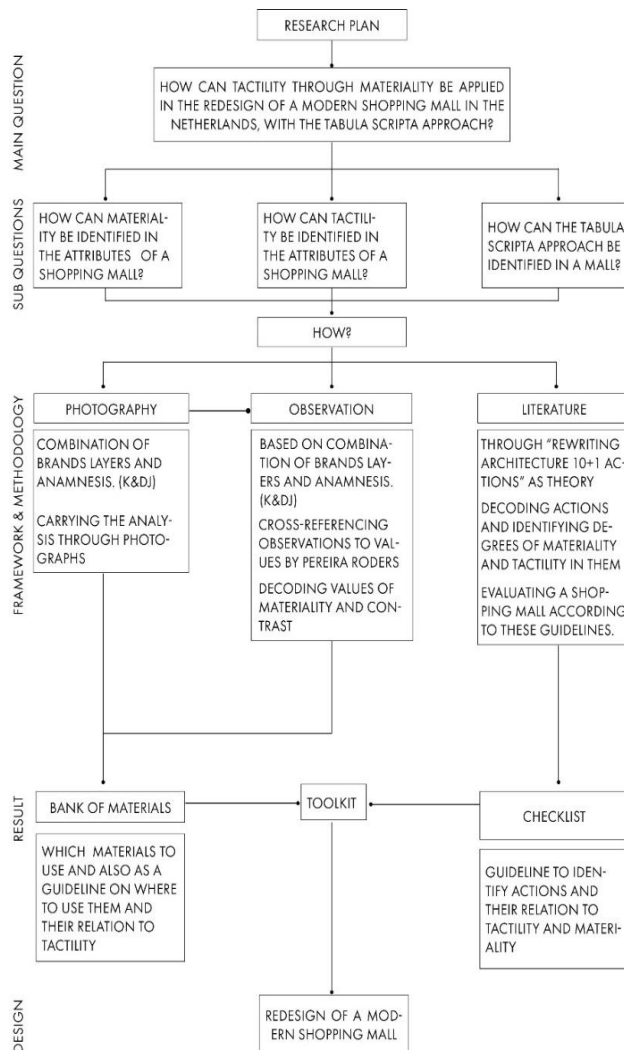 RESEARCH PLAN
MAIN QUESTION
HOW CAN TACTILITY THROUGH MATERIALITY BE APPLIED
IN THE REDESIGN OF A MODERN SHOPPING MALL IN THE
NETHERLANDS, WITH THE TABULA SCRIPTA APPROACH?
SUB QUESTIONS
HOW CAN MATERIAL-
ITY BE IDENTIFIED IN
THE ATTRIBUTES OF A
SHOPPING MALL?
HOW CAN TACTILI-
TY BE IDENTIFIED IN
THE ATTRIBUTES OF A
SHOPPING MALL?
HOW CAN THE TABULA
SCRIPTA APPROACH BE
IDENTIFIED IN A MALL?
HOW?
FRAMEWORK & METHODOLOGY
PHOTOGRAPHY
COMBINATION OF
BRANDS LAYERS AND
ANAMNESIS. (K&DJ)
CARRYING THE ANALY-
SIS THROUGH PHOTO-
GRAPHS
OBSERVATION
BASED ON COMBINA-
TION OF BRANDS LAY-
ERS AND ANAMNESIS.
(K&DJ)
CROSS-REFERENCING
OBSERVATIONS TO VAL-
UES BY PEREIRA RODERS
DECODING VALUES OF
MATERIALITY AND CON-
TRAST
LITERATURE
THROUGH “REWRITING
ARCHITECTURE 10+1 AC-
TIONS” AS THEORY
DECODING ACTIONS
AND IDENTIFYING DE-
GREES OF MATERIALITY
AND TACTILITY IN THEM
EVALUATING A SHOP-
PING MALL ACCORDING
TO THESE GUIDELINES.
RESULT
BANK OF MATERIALS
WHICH MATERIALS TO
USE AND ALSO AS A
GUIDELINE ON WHERE
TO USE THEM AND
THEIR RELATION TO
TACTILITY
TOOLKIT
CHECKLIST
GUIDELINE TO IDEN-
TIFY ACTIONS AND
THEIR RELATION TO
TACTILITY AND MATERI-
ALITY
DESIGN
REDESIGN OF A MOD-
ERN SHOPPING MALL